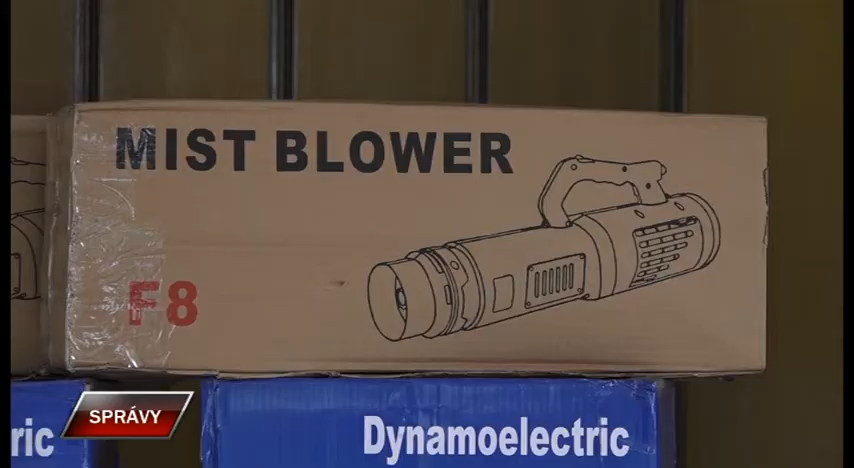 MIST BLOWER
F8
ric
SPRÁVY
Dynamoelectric